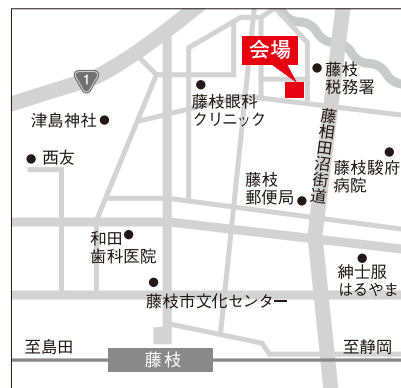 会場
1
藤枝
税務署
藤枝眼科
クリニック
津島神社
西友
藤相田沼街道
藤枝駿府
病院
藤枝
郵便局
和田
歯科医院
紳士服
はるやま
藤枝市文化センター
至島田
藤枝
至静岡